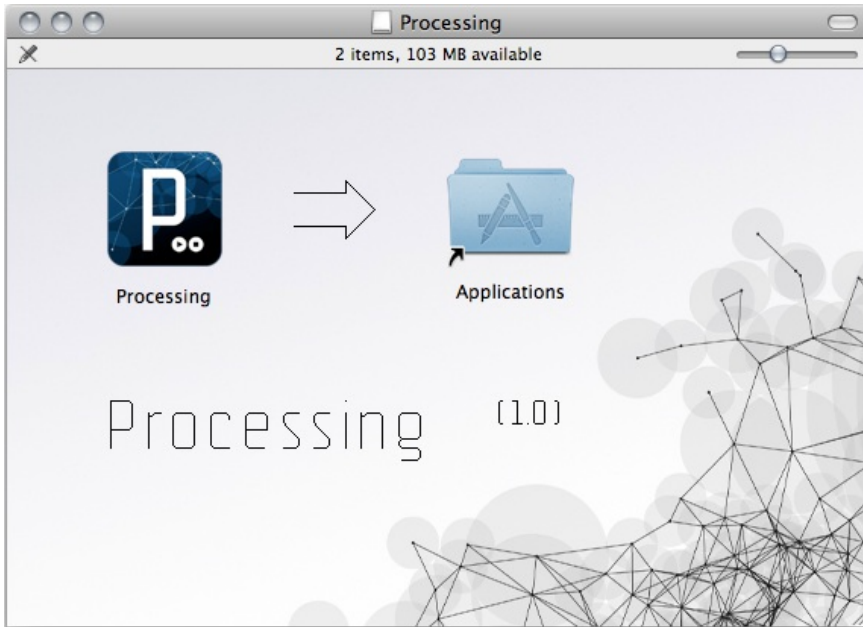 Processing
2 items, 103 MB available
P
Processing
Applications
Processing (1.0)